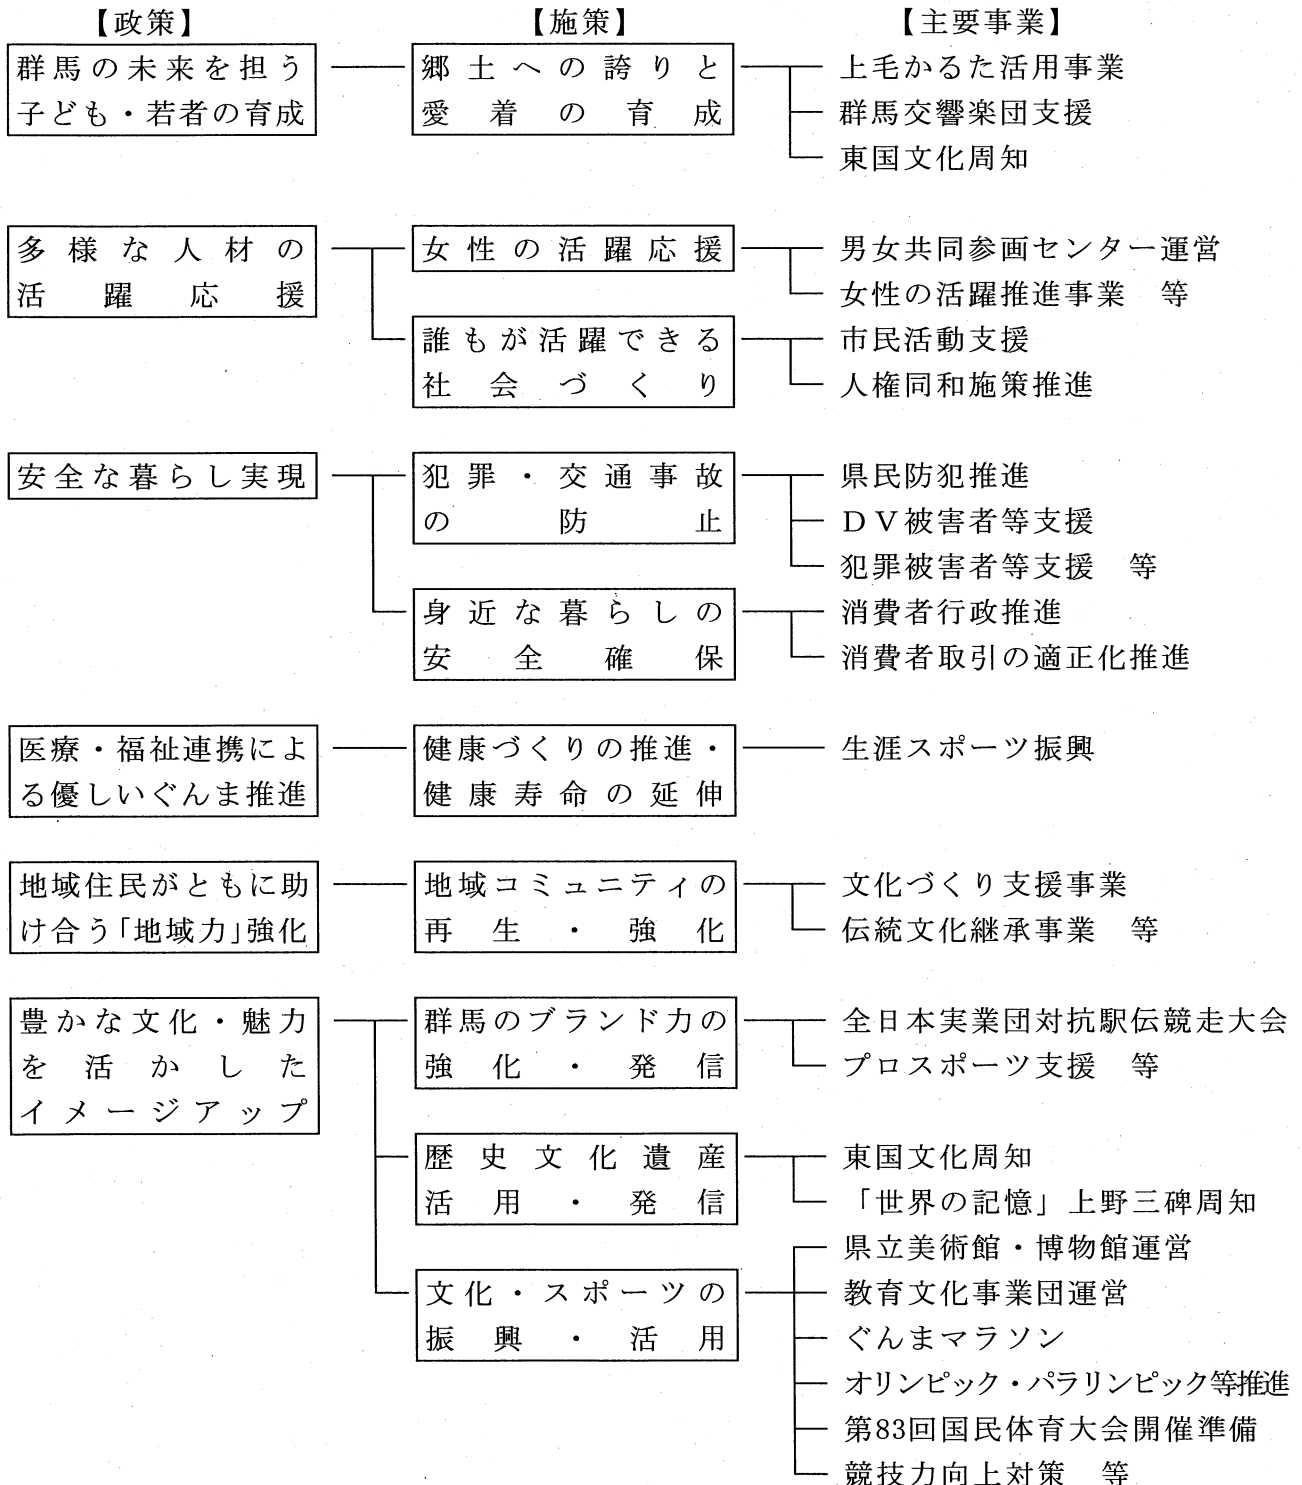 【政策】 【施策】 【主要事業】
群馬の未来を担う 郷土への誇りと 上毛かるた活用事業
子ども・若者の育成 愛着の育成 群馬交響楽団支援
東国文化周知
多様な人材の 女性の活躍応援 男女共同参画センター運営
活躍応援 女性の活躍推進事業　等
誰もが活躍できる 市民活動支援
社会づくり 人権同和施策推進
安全な暮らし実現 犯罪・交通事故 県民防犯推進
の防止 ＤＶ被害者等支援
犯罪被害者等支援　等
身近な暮らしの 消費者行政推進
安全確保 消費者取引の適正化推進
医療・福祉連携によ 健康づくりの推進・ 生涯スポーツ振興
る優しいぐんま推進 健康寿命の延伸
地域住民がともに助 地域コミュニティの 文化づくり支援事業
け合う「地域力」強化 再生・強化 伝統文化継承事業　等
豊かな文化・魅力 群馬のブランド力の 全日本実業団対抗駅伝競走大会
を活かした 強化・発信 プロスポーツ支援　等
イメージアップ
歴史文化遺産 東国文化周知
活用・発信 「世界の記憶」上野三碑周知
県立美術館・博物館運営
文化・スポーツの 教育文化事業団運営
振興・活用 ぐんまマラソン
オリンピック・パラリンピック等推進
第83回国民体育大会開催準備
競技力向上対策　等